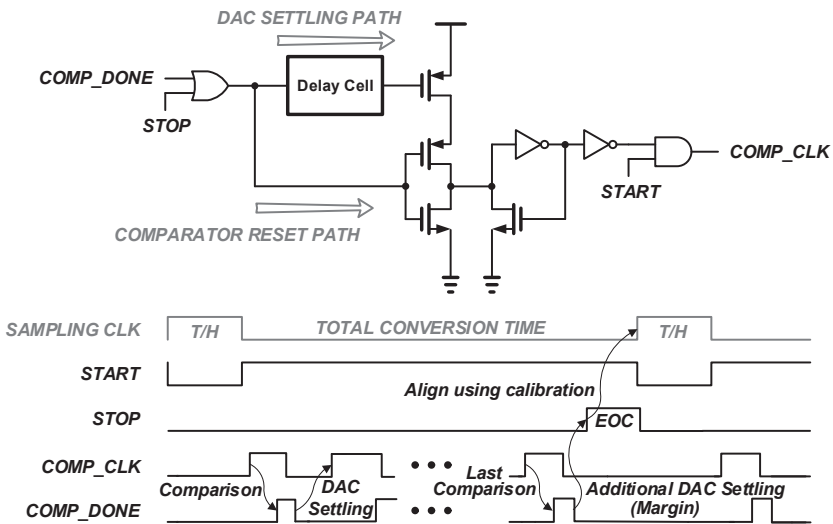 DAC SETTLING PATH
COMP_DONE
Delay Cell
STOP
COMP_CLK
START
COMPARATOR RESET PATH
SAMPLING CLK
T/H
TOTAL CONVERSION TIME
T/H
START
Align using calibration
STOP
EOC
COMP_CLK
Comparison
DAC
Settling
Last
Comparison
Additional DAC Settling
(Margin)
COMP_DONE